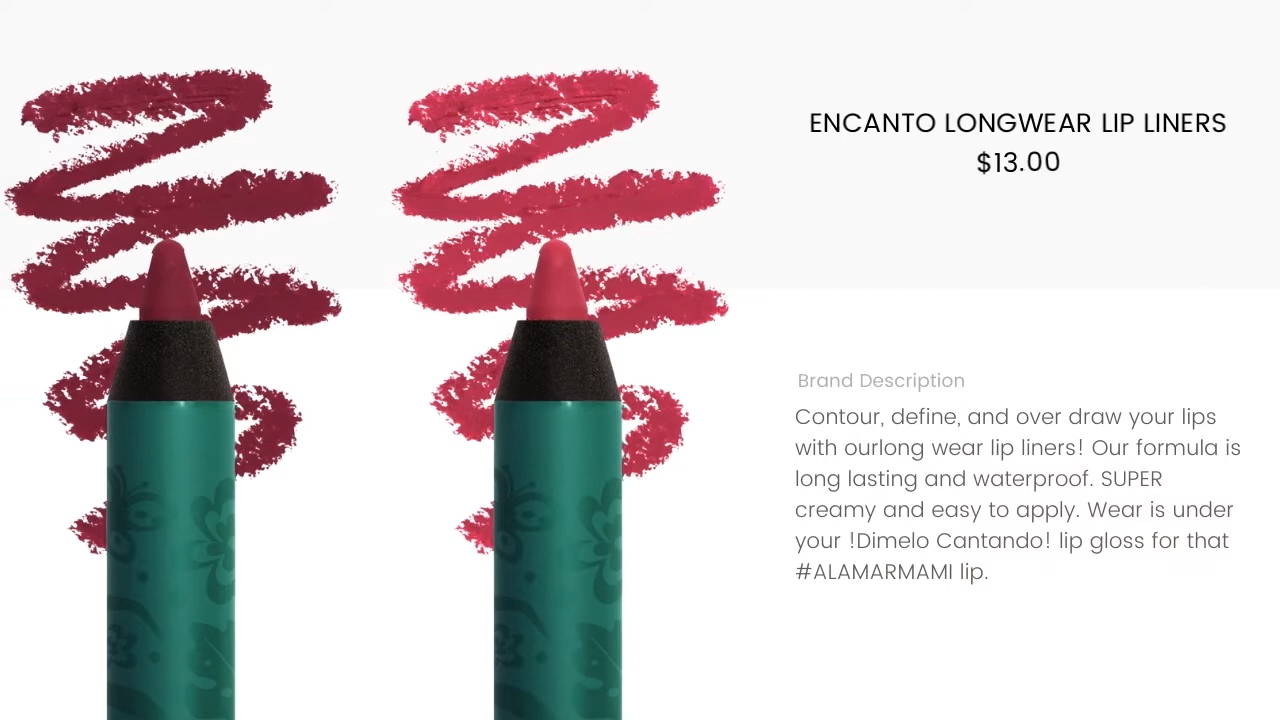 ENCANTO LONGWEAR LIP LINERS
$13.00
Brand Description
Contour, define, and over draw your lips
with ourlong wear lip liners! Our formula is
long lasting and waterproof. SUPER
creamy and easy to apply. Wear is under
your !Dimelo Cantando! lip gloss for that
#ALAMARMAMI lip.